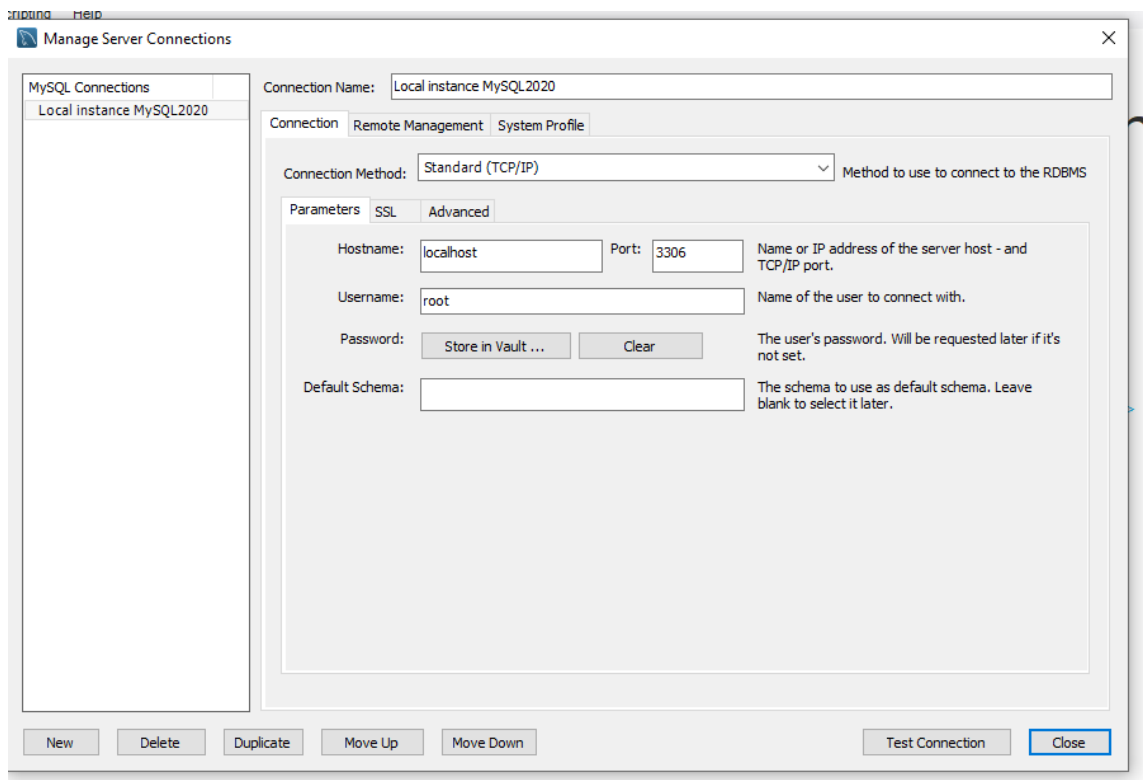 cripting Help
Manage Server Connections
MySQL Connections
Local instance MySQL2020
Connection Name: Local instance MySQL2020
Connection Remote Management System Profile
Connection Method: Standard (TCP/IP) Method to use to connect to the RDBMS
Parameters SSL Advanced
Hostname: localhost Port: 3306 Name or IP address of the server host - and
TCP/IP port.
Username: root Name of the user to connect with.
Password: Store in Vault ... Clear The user's password. Will be requested later if it's
not set.
Default Schema: The schema to use as default schema. Leave
blank to select it later.
New Delete Duplicate Move Up Move Down Test Connection Close